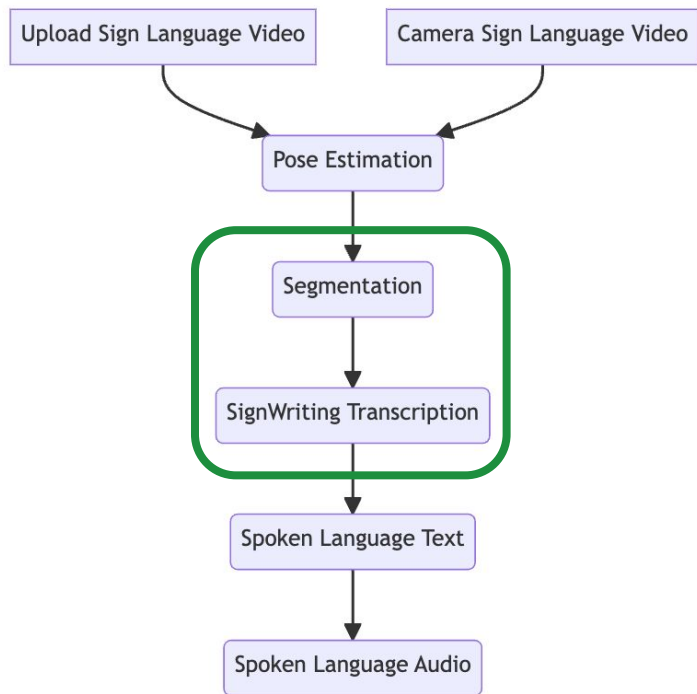 Upload Sign Language Video
Camera Sign Language Video
Pose Estimation
Segmentation
SignWriting Transcription
Spoken Language Text
Spoken Language Audio